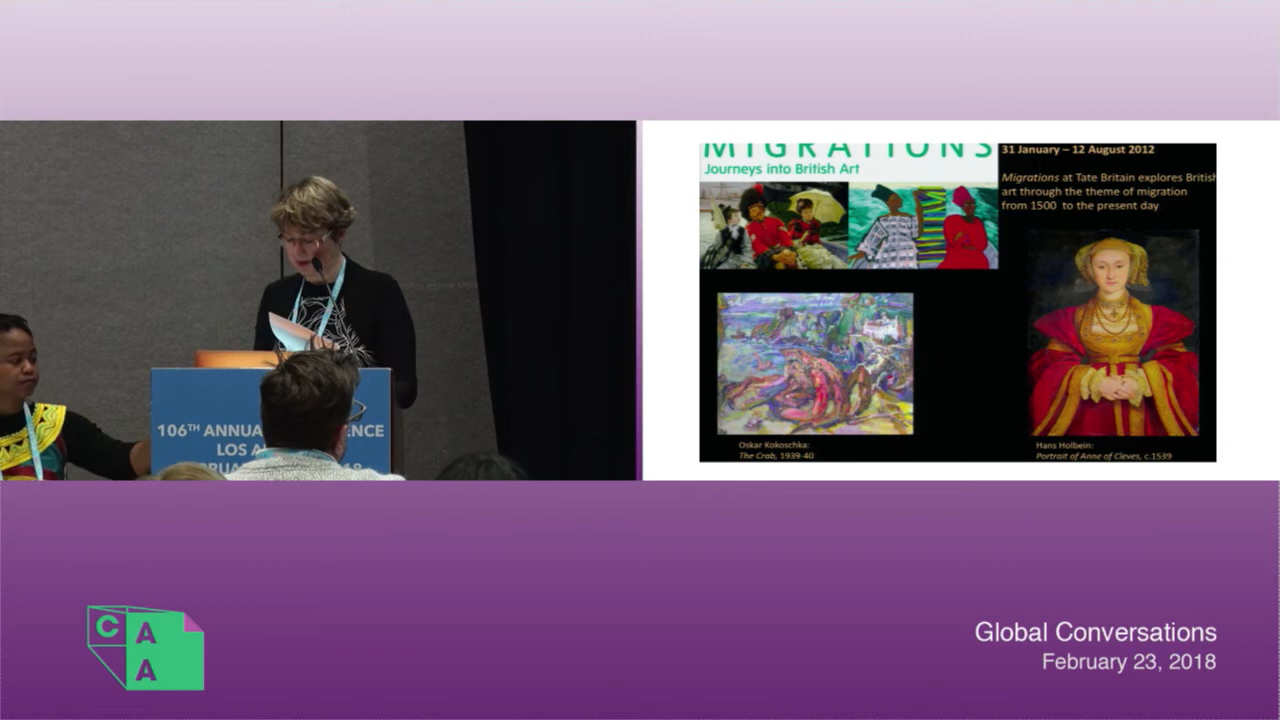 106TH ANNUA ENCE
LOS A
18
MIGRATIONS
Journeys into British Art
31 January – 12 August 2012
Migrations at Tate Britain explores British
art through the theme of migration
from 1500 to the present day
Oskar Kokoschka:
The Crab, 1939-40
Hans Holbein:
Portrait of Anne of Cleves, c.1539
C A
A
Global Conversations
February 23, 2018